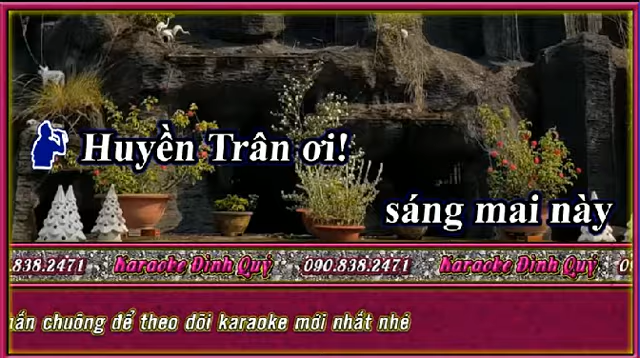 Huyền Trân ơi!
sáng mai này
.838.2471 Karaoke Đình Quý 090.838.2471 Karaoke Đình Quý
chuông để theo dõi karaoke mới nhất nhé